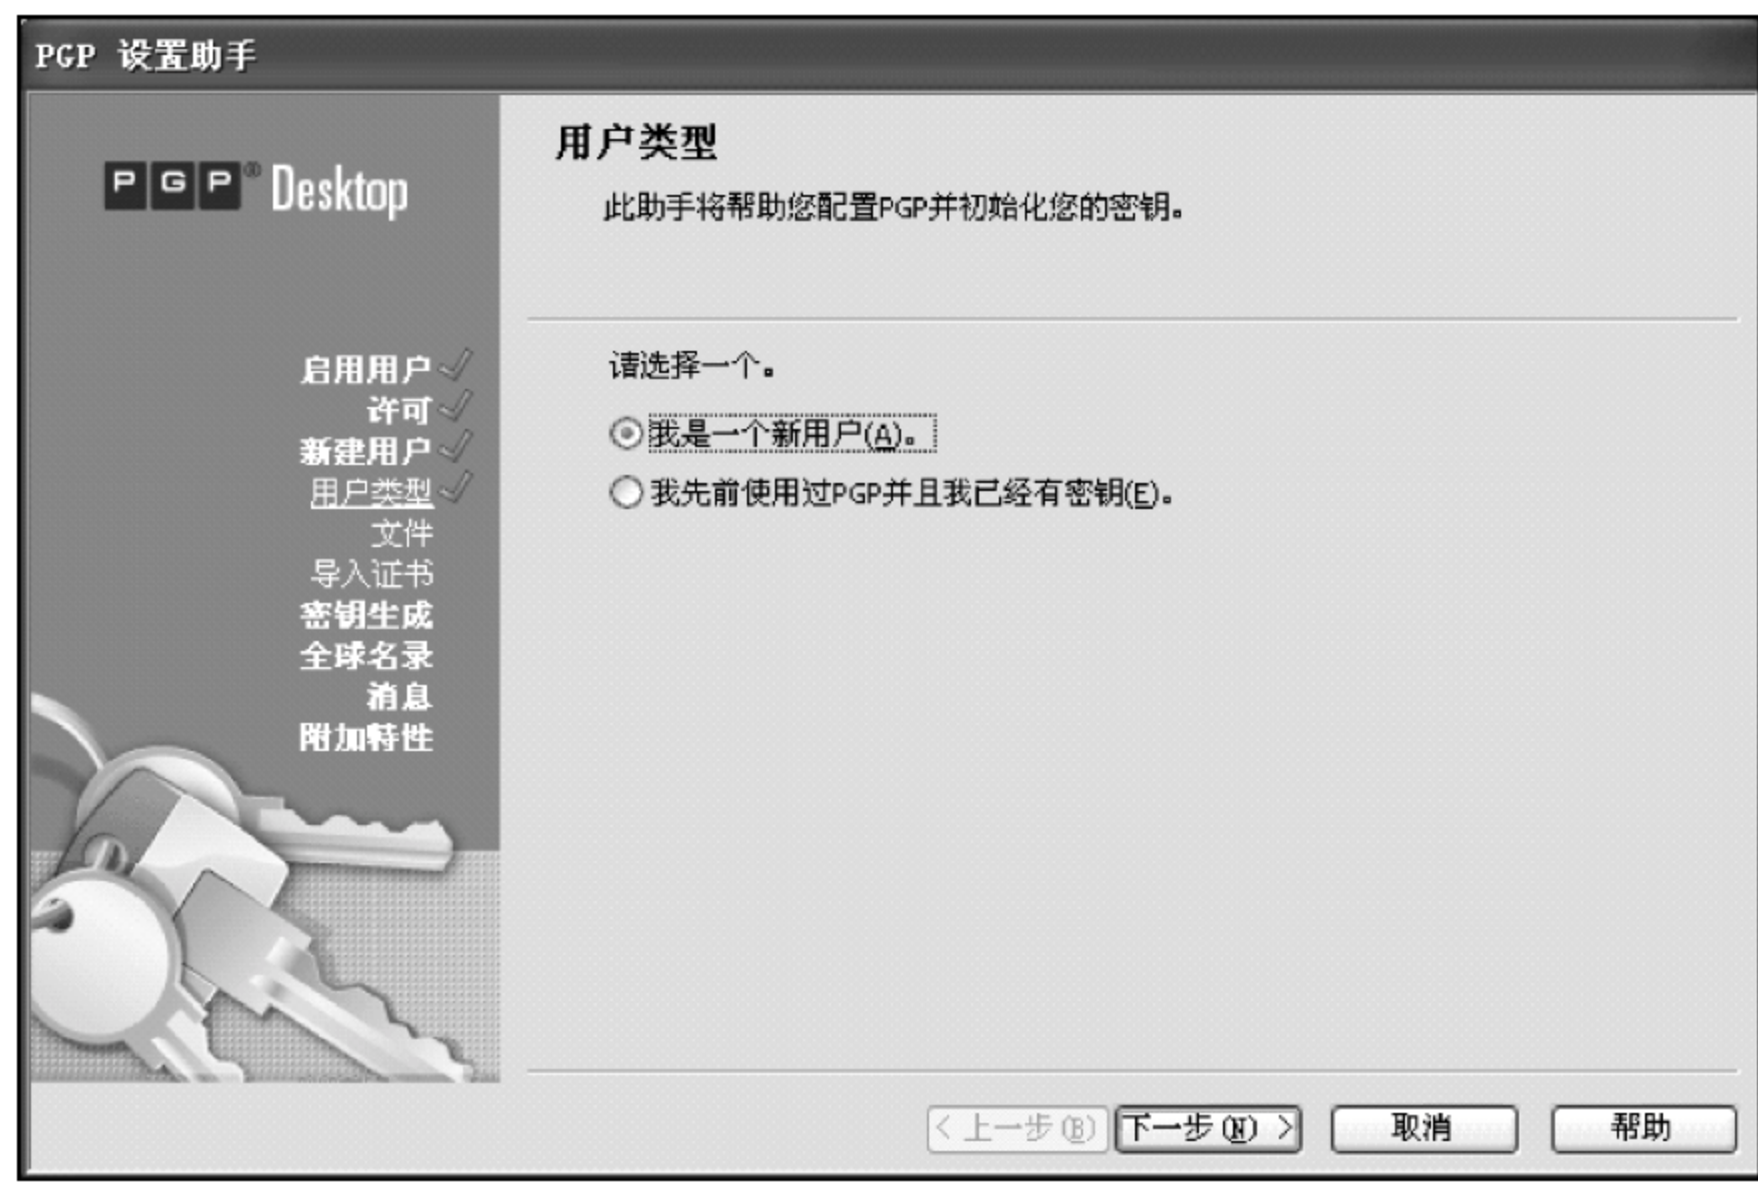 PGP 设置助手
PGP® Desktop
用户类型
此助手将帮助您配置PGP并初始化您的密钥。
启用用户
许可
新建用户
用户类型
文件
导入证书
密钥生成
全球名录
消息
附加特性
请选择一个。
我是一个新用户(A)。
我先前使用过PGP并且我已经有密钥(E)。
< 上一步(B)
下一步(N) >
取消
帮助